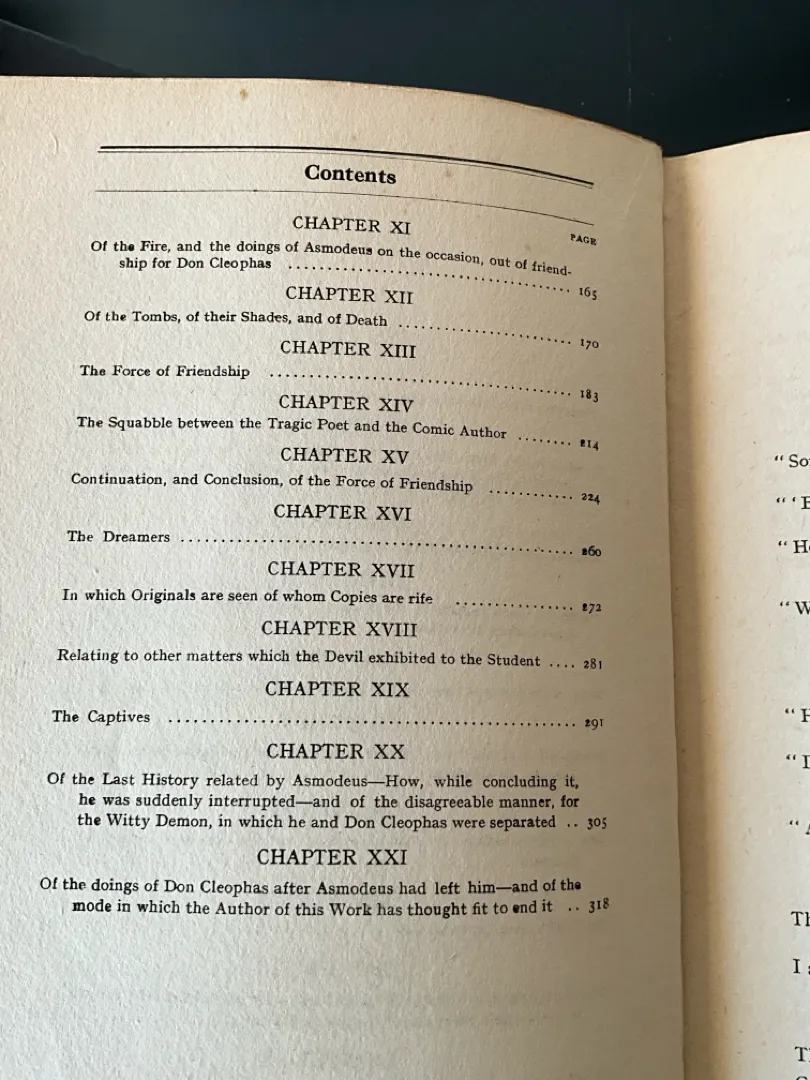 Contents
CHAPTER XI
PAGE
Of the Fire, and the doings of Asmodeus on the occasion, out of friend-
ship for Don Cleophas ........................................ 165
CHAPTER XII
Of the Tombs, of their Shades, and of Death ........................ 170
CHAPTER XIII
The Force of Friendship ........................................ 183
CHAPTER XIV
The Squabble between the Tragic Poet and the Comic Author ........ 214
CHAPTER XV
Continuation, and Conclusion, of the Force of Friendship ............ 224
CHAPTER XVI
The Dreamers .................................................. 260
CHAPTER XVII
In which Originals are seen of whom Copies are rife ................ 272
CHAPTER XVIII
Relating to other matters which the Devil exhibited to the Student .... 281
CHAPTER XIX
The Captives .................................................... 291
CHAPTER XX
Of the Last History related by Asmodeus—How, while concluding it,
he was suddenly interrupted—and of the disagreeable manner, for
the Witty Demon, in which he and Don Cleophas were separated .. 305
CHAPTER XXI
Of the doings of Don Cleophas after Asmodeus had left him—and of the
mode in which the Author of this Work has thought fit to end it .. 318